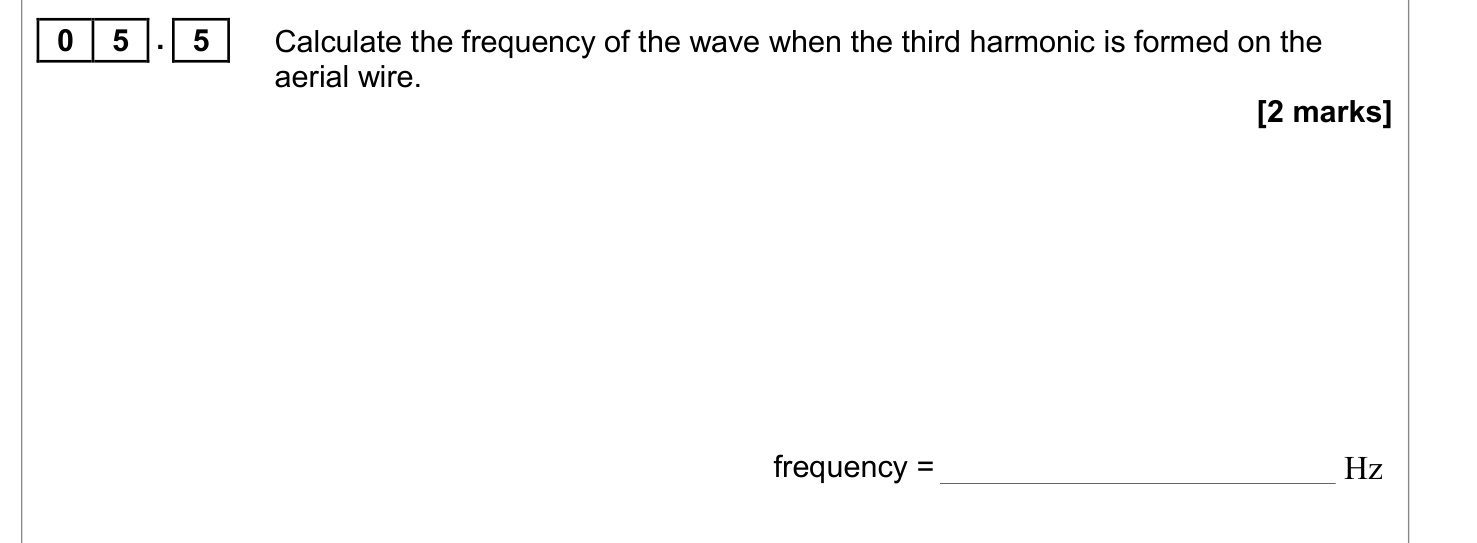 0 5 . 5 Calculate the frequency of the wave when the third harmonic is formed on the
aerial wire.
[2 marks]
frequency = Hz